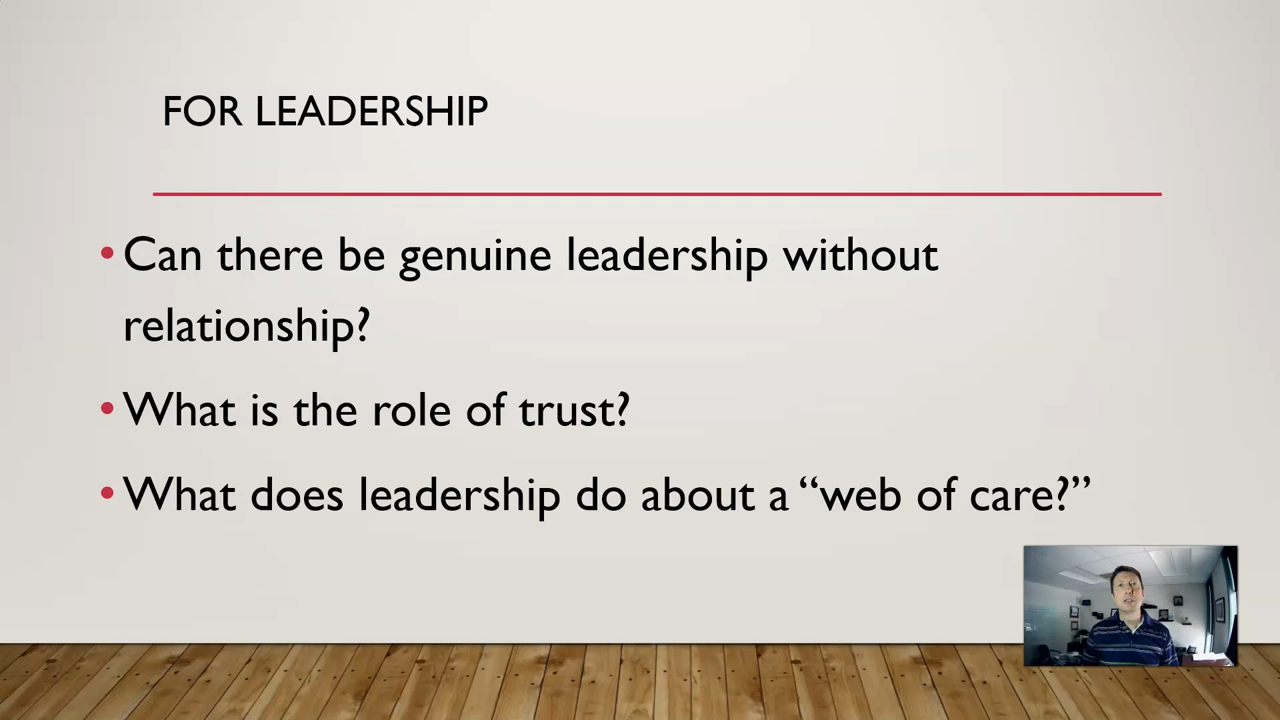 FOR LEADERSHIP
• Can there be genuine leadership without
relationship?
• What is the role of trust?
• What does leadership do about a “web of care?”